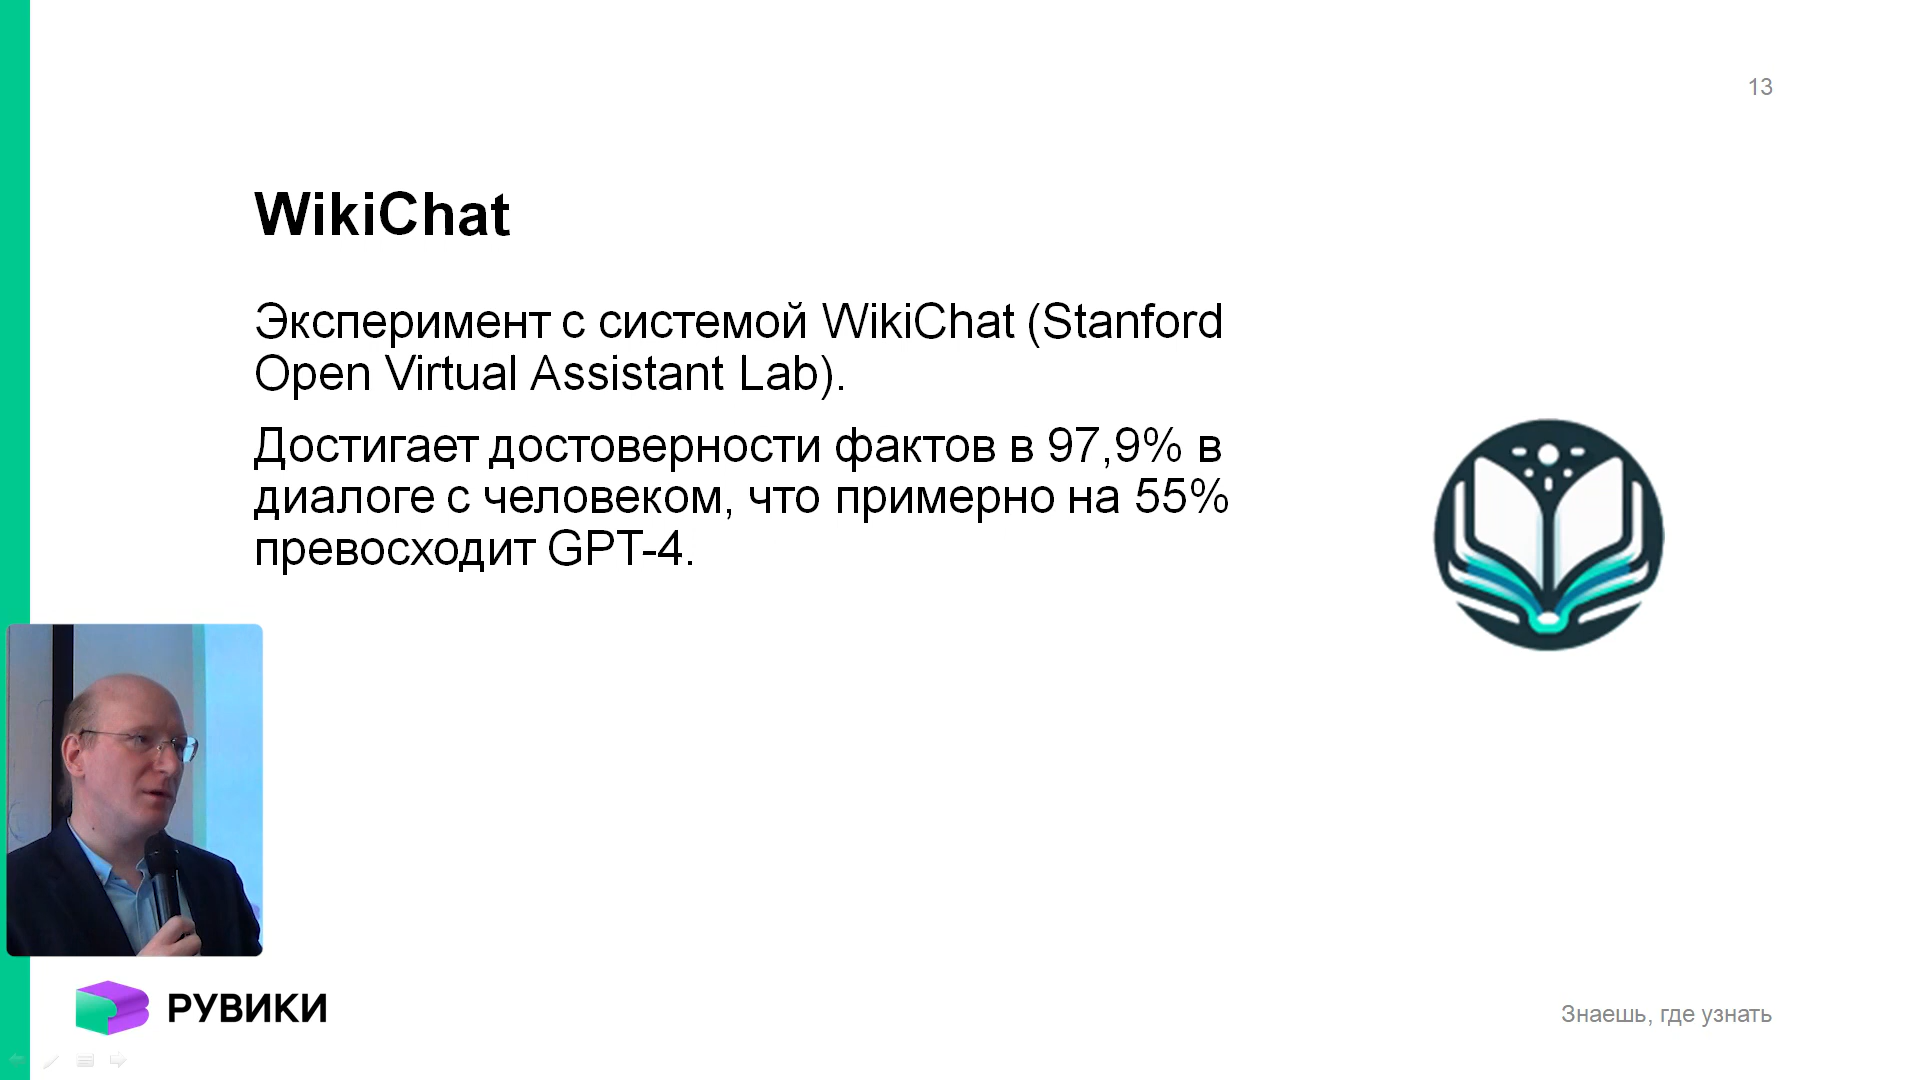 13
WikiChat
Эксперимент с системой WikiChat (Stanford
Open Virtual Assistant Lab).
Достигает достоверности фактов в 97,9% в
диалоге с человеком, что примерно на 55%
превосходит GPT-4.
РУВИКИ
Знаешь, где узнать